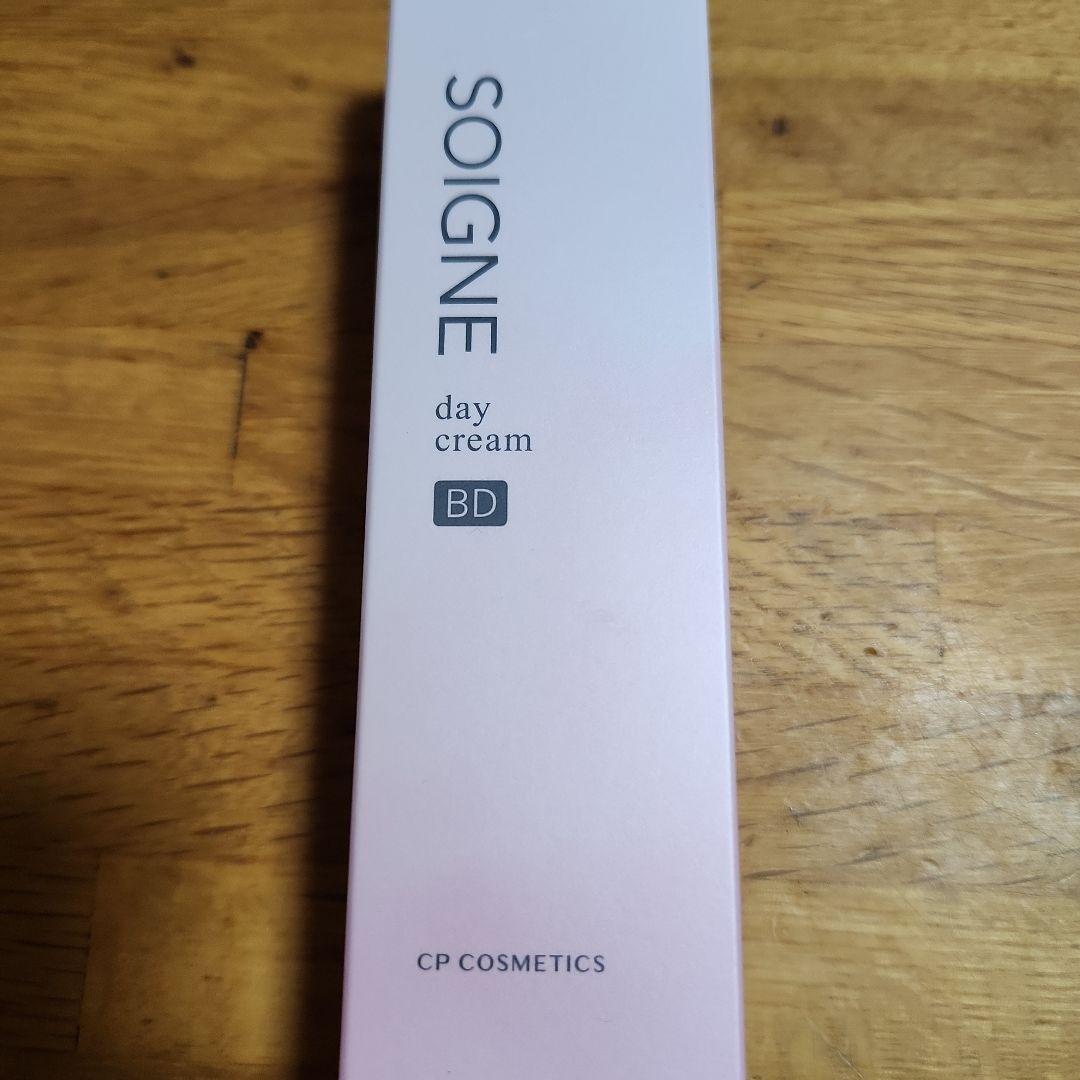 SOIGNE
day
cream
BD
CP COSMETICS